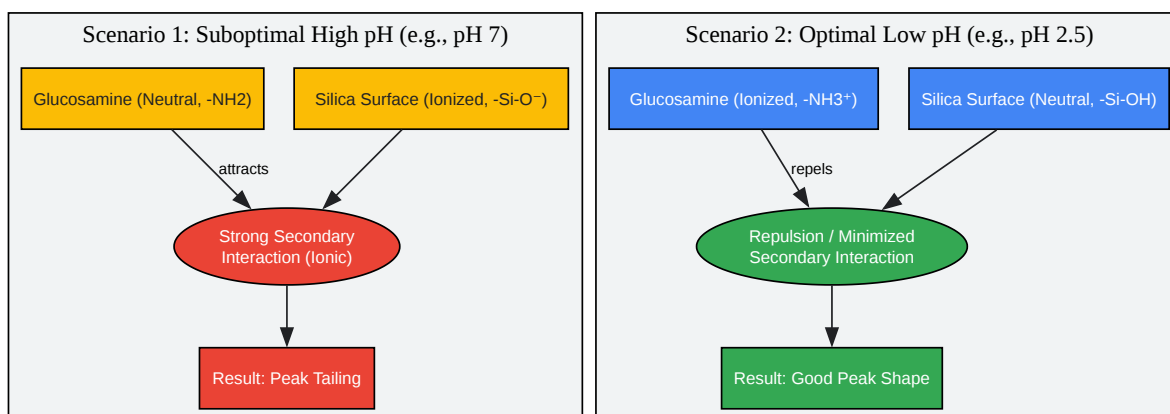 Scenario 1: Suboptimal High pH (e.g., pH 7)
Glucosamine (Neutral, -NH2)
Silica Surface (Ionized, -Si-O⁻)
attracts
Strong Secondary
Interaction (Ionic)
Result: Peak Tailing
Scenario 2: Optimal Low pH (e.g., pH 2.5)
Glucosamine (Ionized, -NH3⁺)
Silica Surface (Neutral, -Si-OH)
repels
Repulsion / Minimized
Secondary Interaction
Result: Good Peak Shape